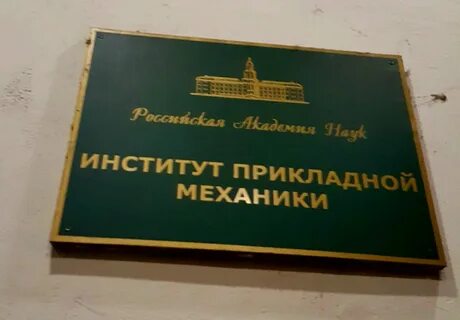 Российская Академия Наук
ИНСТИТУТ ПРИКЛАДНОЙ
МЕХАНИКИ